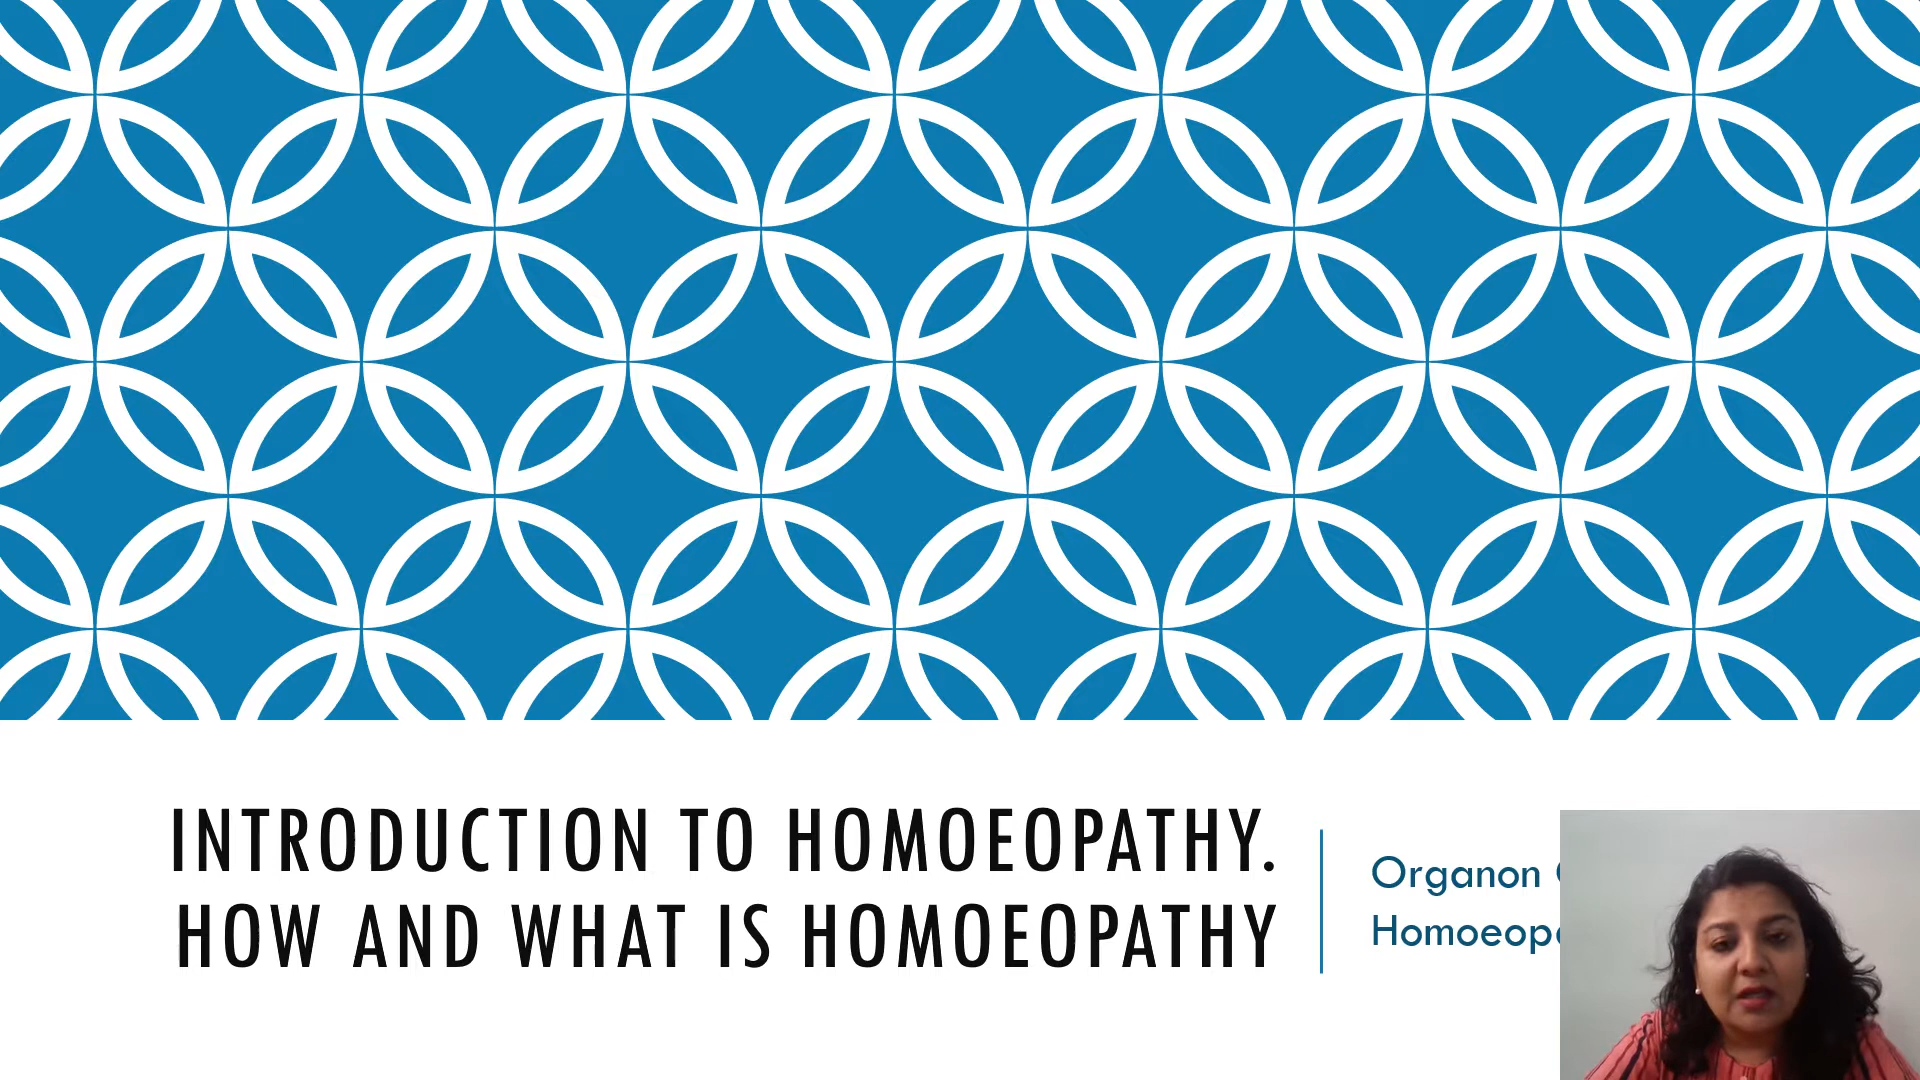 INTRODUCTION TO HOMOEOPATHY.
HOW AND WHAT IS HOMOEOPATHY
Organon